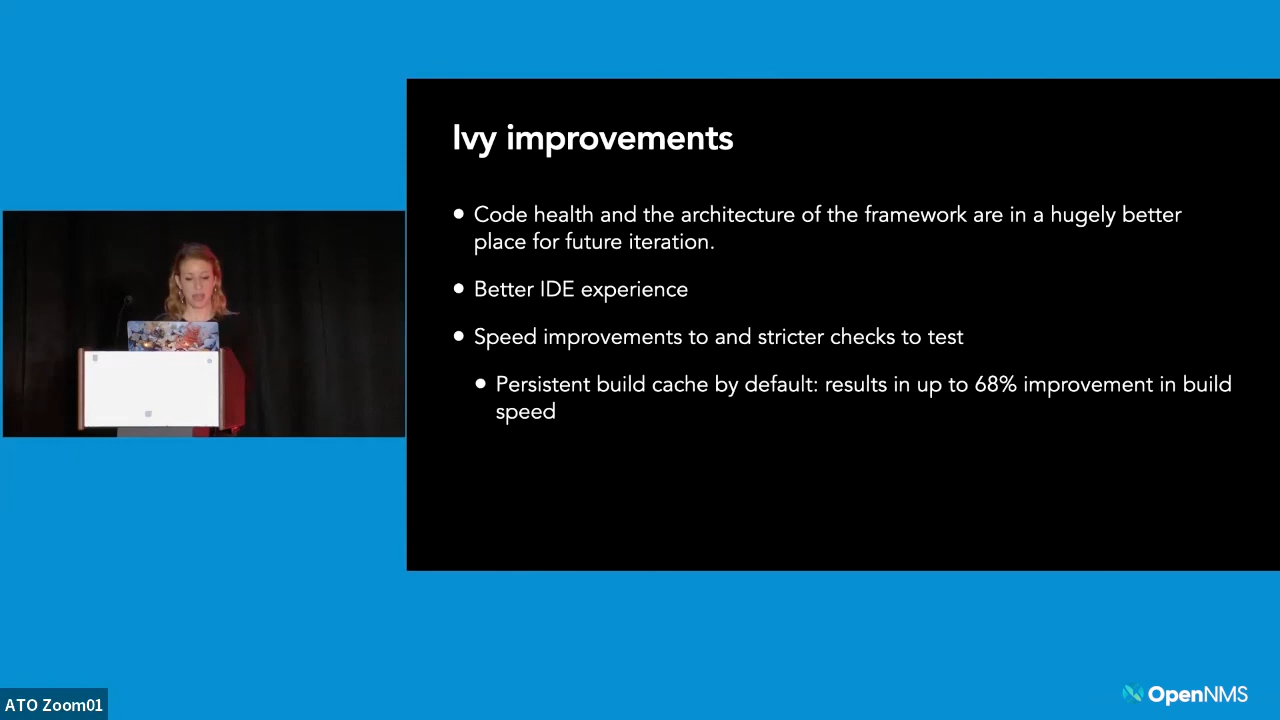 Ivy improvements
• Code health and the architecture of the framework are in a hugely better
place for future iteration.
• Better IDE experience
• Speed improvements to and stricter checks to test
• Persistent build cache by default: results in up to 68% improvement in build
speed
ATO Zoom01
OpenNMS